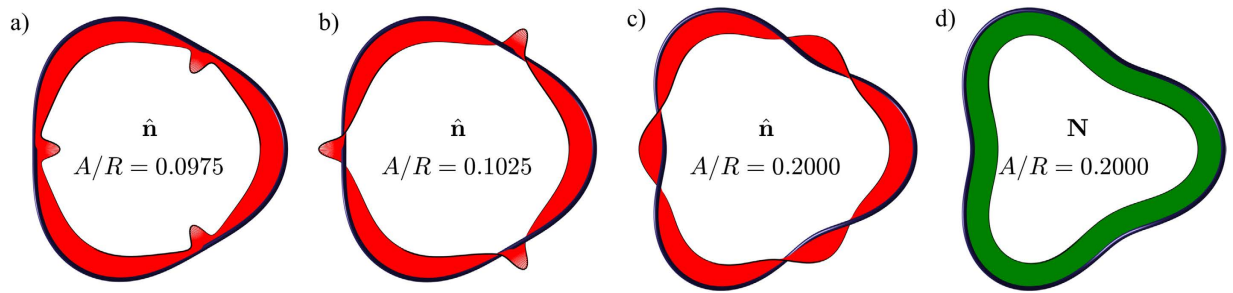 a)
n̂
A/R = 0.0975
b)
n̂
A/R = 0.1025
c)
n̂
A/R = 0.2000
d)
N
A/R = 0.2000